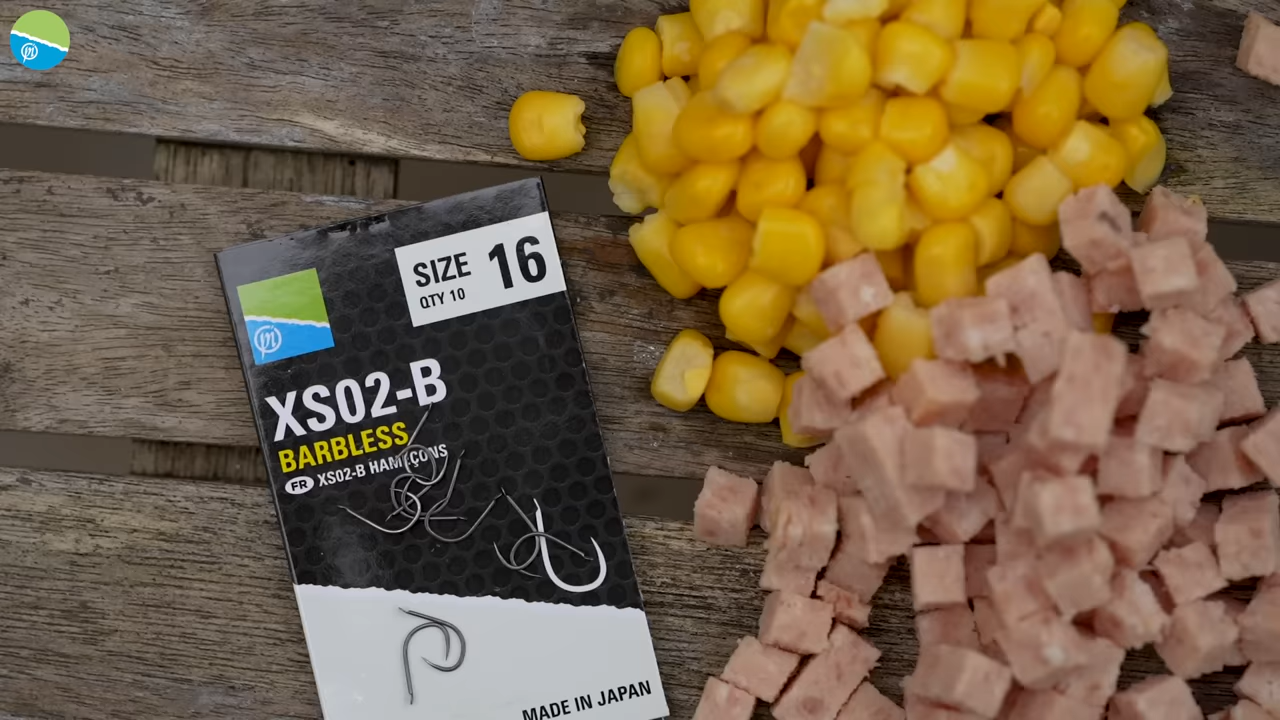 SIZE 16
QTY 10
XS02-B
BARBLESS
FR XS02-B HAMEÇONS
MADE IN JAPAN